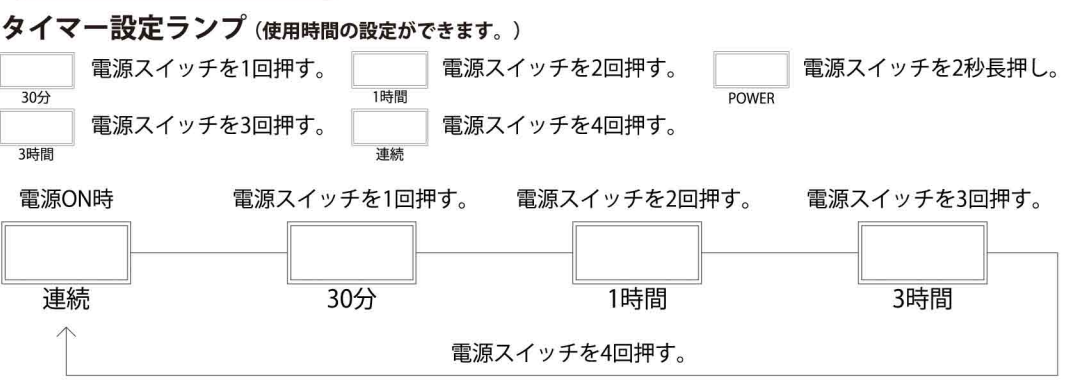 タイマー設定ランプ（使用時間の設定ができます。）
電源スイッチを1回押す。 電源スイッチを2回押す。 電源スイッチを2秒長押し。
30分 1時間 POWER
電源スイッチを3回押す。 電源スイッチを4回押す。
3時間 連続
電源ON時 電源スイッチを1回押す。 電源スイッチを2回押す。 電源スイッチを3回押す。
連続 30分 1時間 3時間
電源スイッチを4回押す。